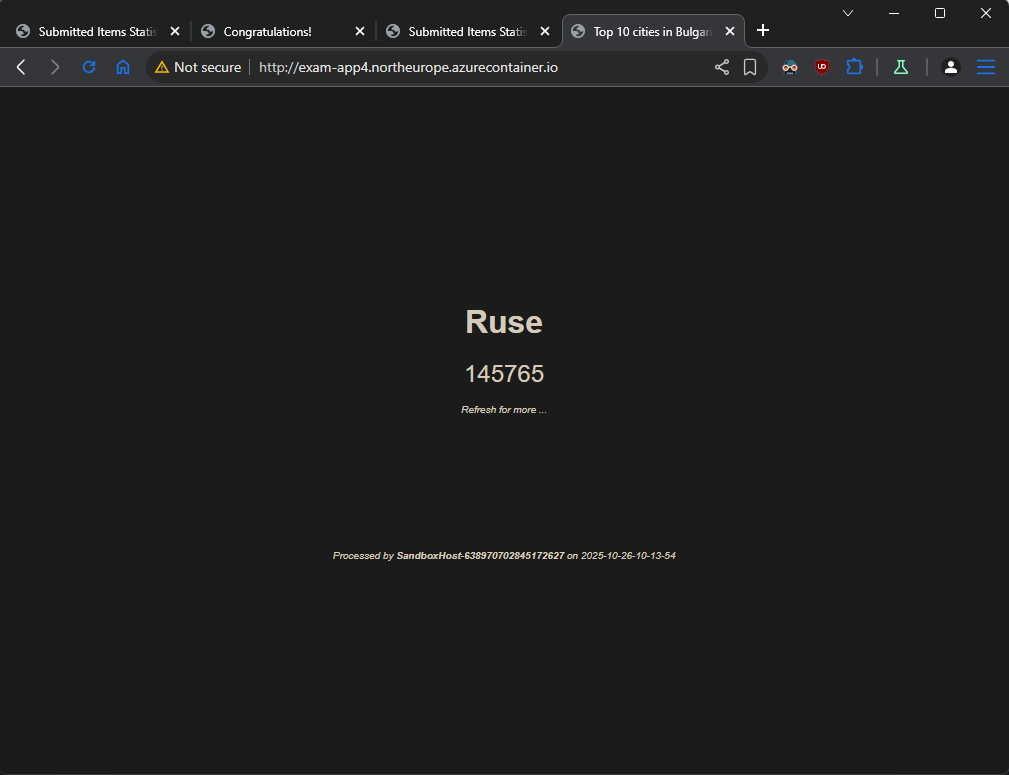 Submitted Items Statis
Congratulations!
Submitted Items Statis
Top 10 cities in Bulgari
Not secure
http://exam-app4.northeurope.azurecontainer.io
Ruse
145765
Refresh for more ...
Processed by SandboxHost-638970702845172627 on 2025-10-26-10-13-54